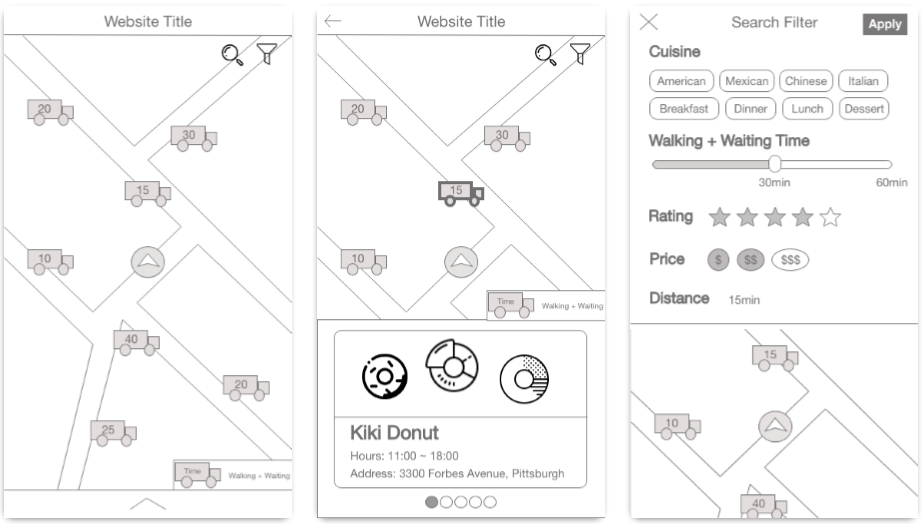 Website Title
20
30
15
10
40
20
25
Time
Walking + Waiting
Website Title
20
30
15
10
Time
Walking + Waiting
Kiki Donut
Hours: 11:00 ~ 18:00
Address: 3300 Forbes Avenue, Pittsburgh
Search Filter
Apply
Cuisine
American Mexican Chinese Italian
Breakfast Dinner Lunch Dessert
Walking + Waiting Time
30min 60min
Rating
Price $ $$ $$$
Distance 15min
15
10
40